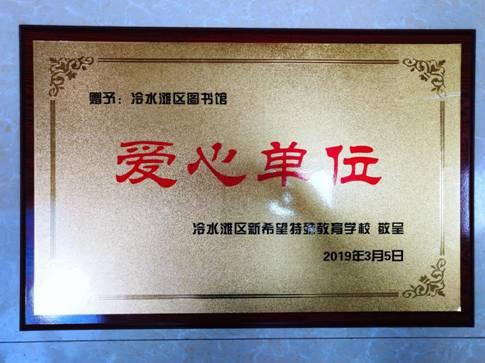 赠予：冷水滩区图书馆
爱心单位
冷水滩区新希望特殊教育学校 敬呈
2019年3月5日